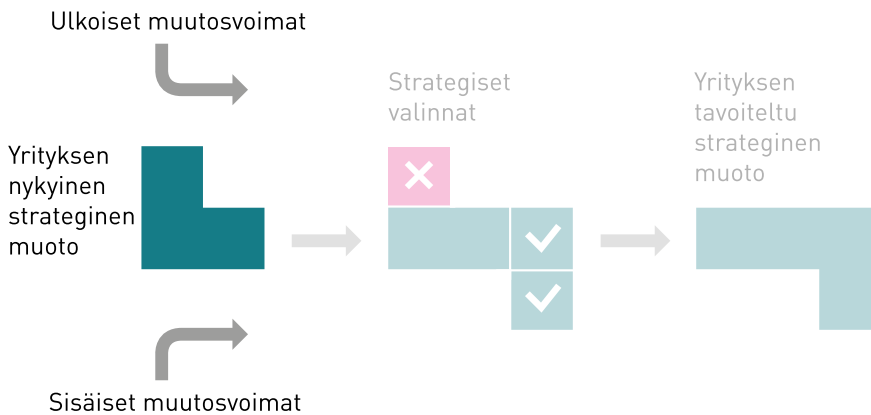 Ulkoiset muutosvoimat
Yrityksen
nykyinen
strateginen
muoto
Strategiset
valinnat
Yrityksen
tavoiteltu
strateginen
muoto
Sisäiset muutosvoimat